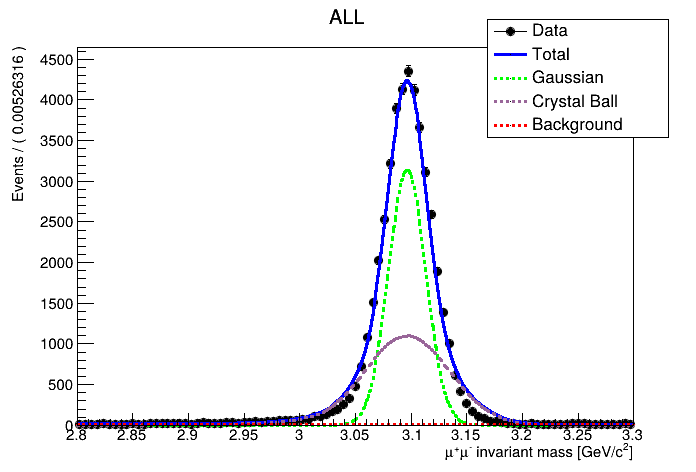 ALL
Data
Total
Gaussian
Crystal Ball
Background
Events / ( 0.00526316 )
4500
4000
3500
3000
2500
2000
1500
1000
500
0
2.8 2.85 2.9 2.95 3 3.05 3.1 3.15 3.2 3.25 3.3
μ⁺μ⁻ invariant mass [GeV/c²]